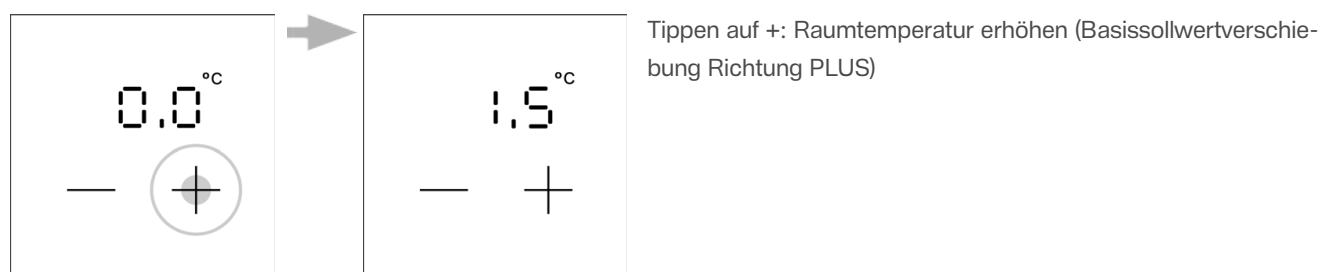 Tippen auf +: Raumtemperatur erhöhen (Basissollwertverschie-
bung Richtung PLUS)
0,0 °C
— +
1,5 °C
— +